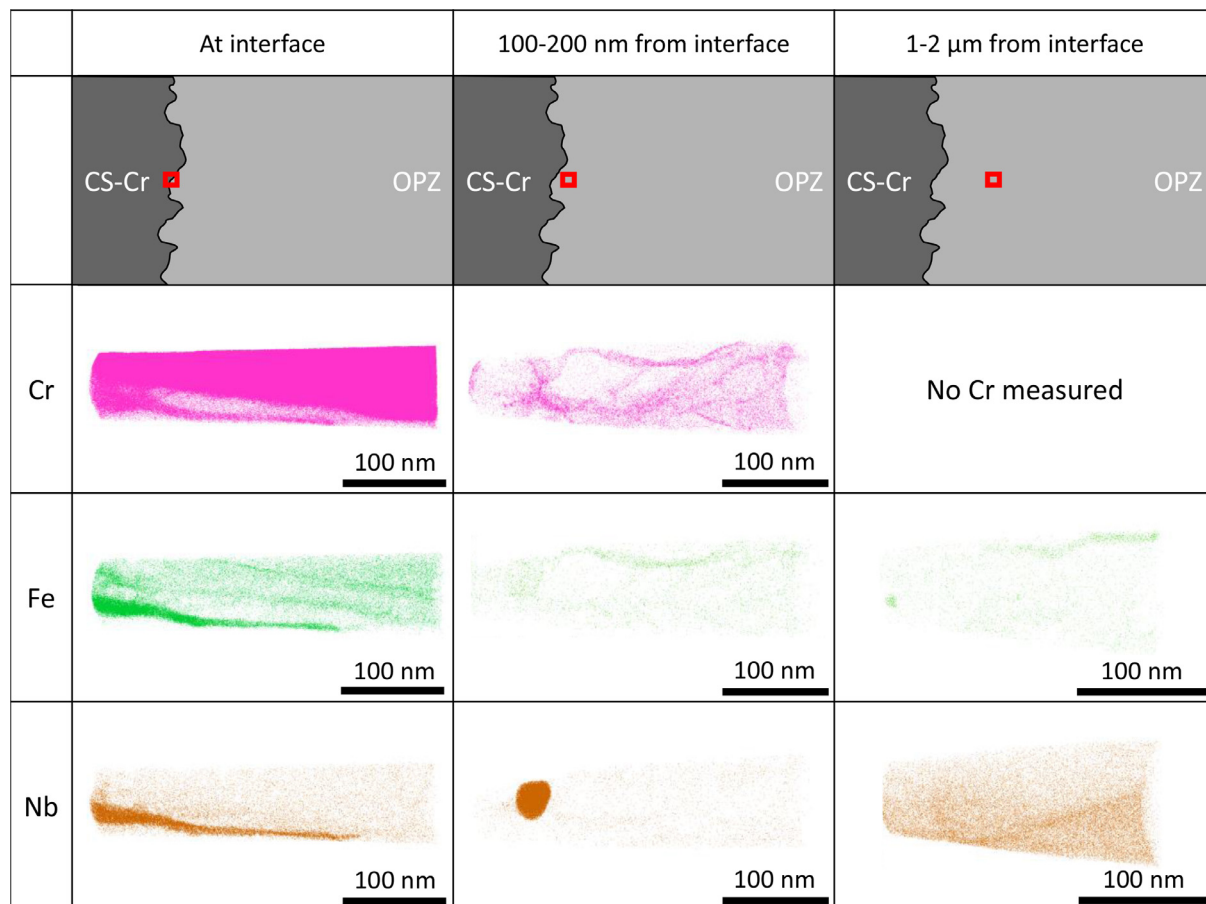 At interface
100-200 nm from interface
1-2 µm from interface
CS-Cr
OPZ
CS-Cr
OPZ
CS-Cr
OPZ
Cr
100 nm
100 nm
No Cr measured
Fe
100 nm
100 nm
100 nm
Nb
100 nm
100 nm
100 nm